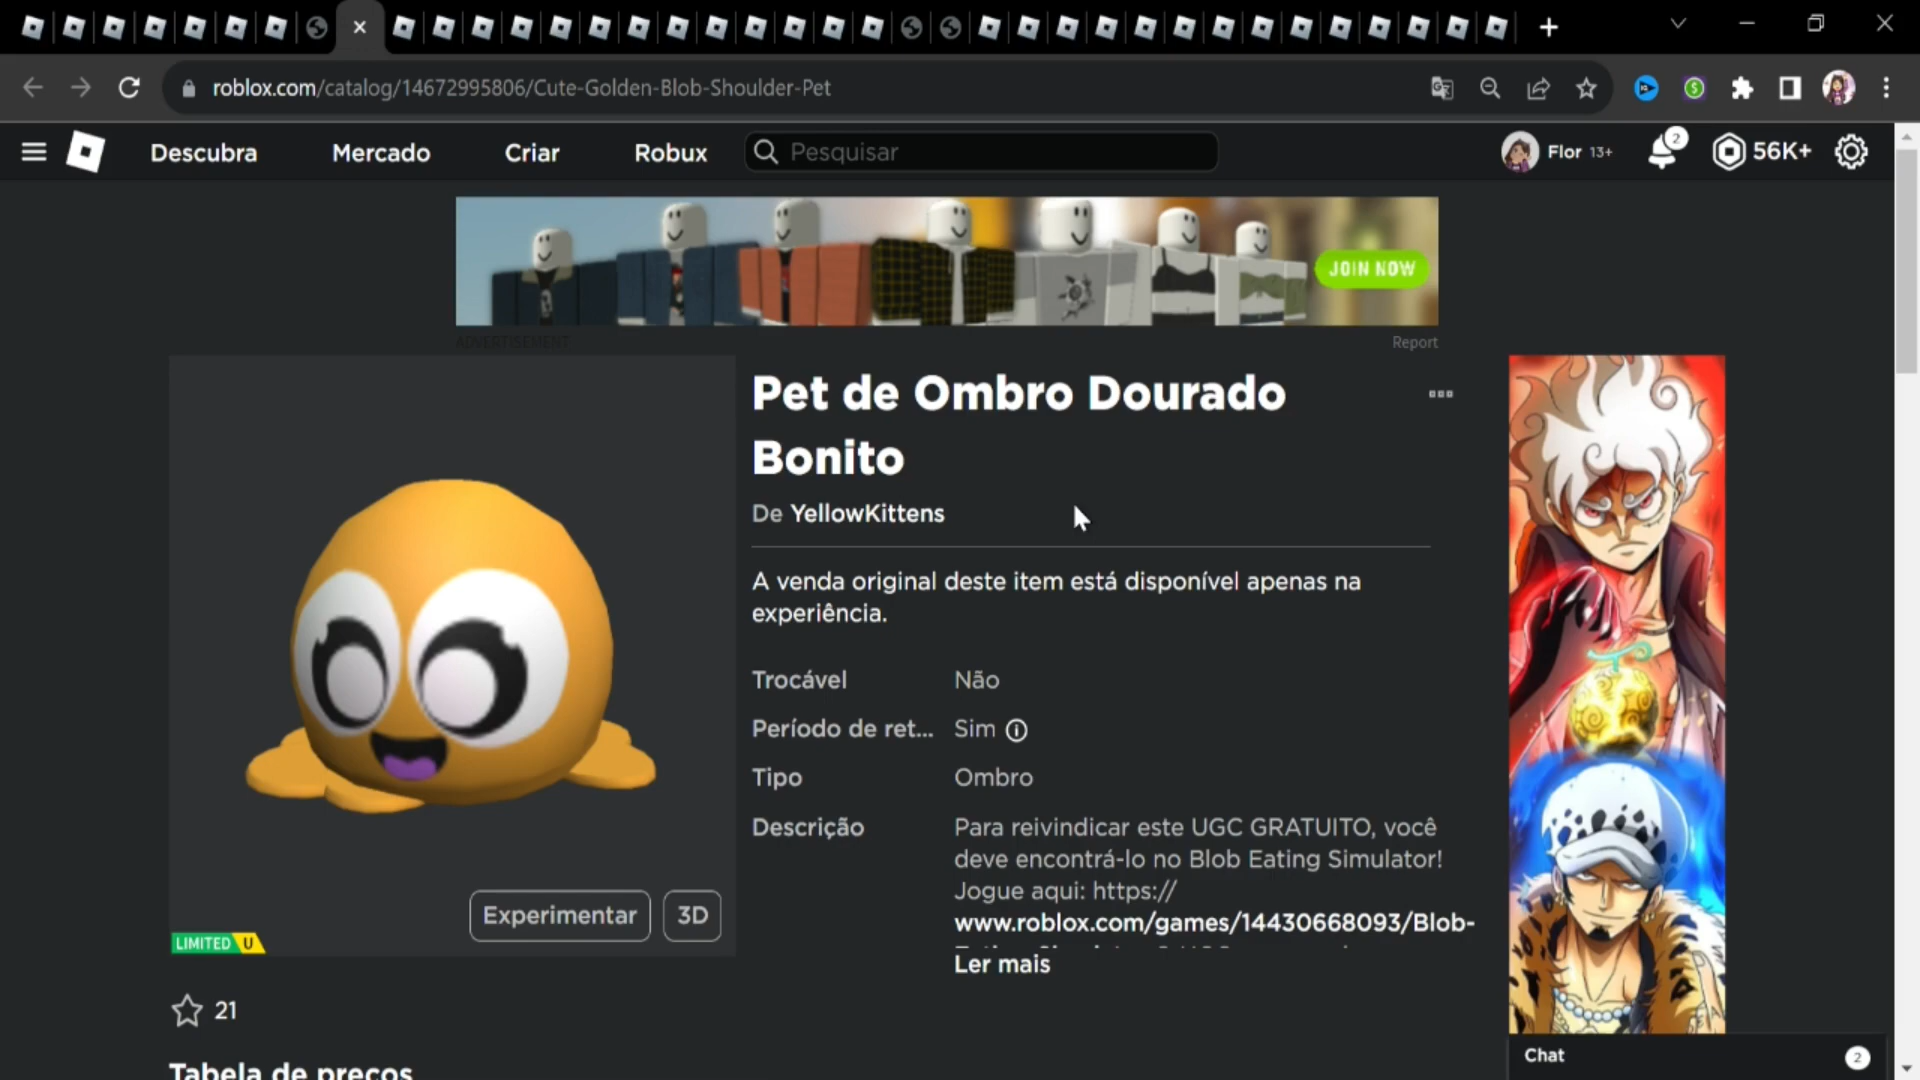 roblox.com/catalog/14672995806/Cute-Golden-Blob-Shoulder-Pet
Descubra
Mercado
Criar
Robux
Pesquisar
Flor 13+
2
56K+
JOIN NOW
ADVERTISEMENT
Report
Pet de Ombro Dourado
Bonito
De YellowKittens
A venda original deste item está disponível apenas na
experiência.
Trocável Não
Período de ret... Sim
Tipo Ombro
Descrição Para reivindicar este UGC GRATUITO, você
deve encontrá-lo no Blob Eating Simulator!
Jogue aqui: https://
www.roblox.com/games/14430668093/Blob-
Ler mais
Experimentar
3D
LIMITED U
21
Tabela de preços
Chat
2